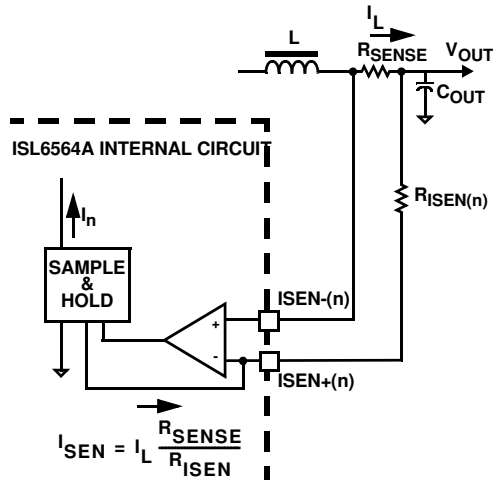 I_L
L
R_SENSE
V_OUT
C_OUT
ISL6564A INTERNAL CIRCUIT
R_ISEN(n)
I_n
SAMPLE
&
HOLD
ISEN-(n)
+
-
ISEN+(n)
I_SEN = I_L R_SENSE / R_ISEN